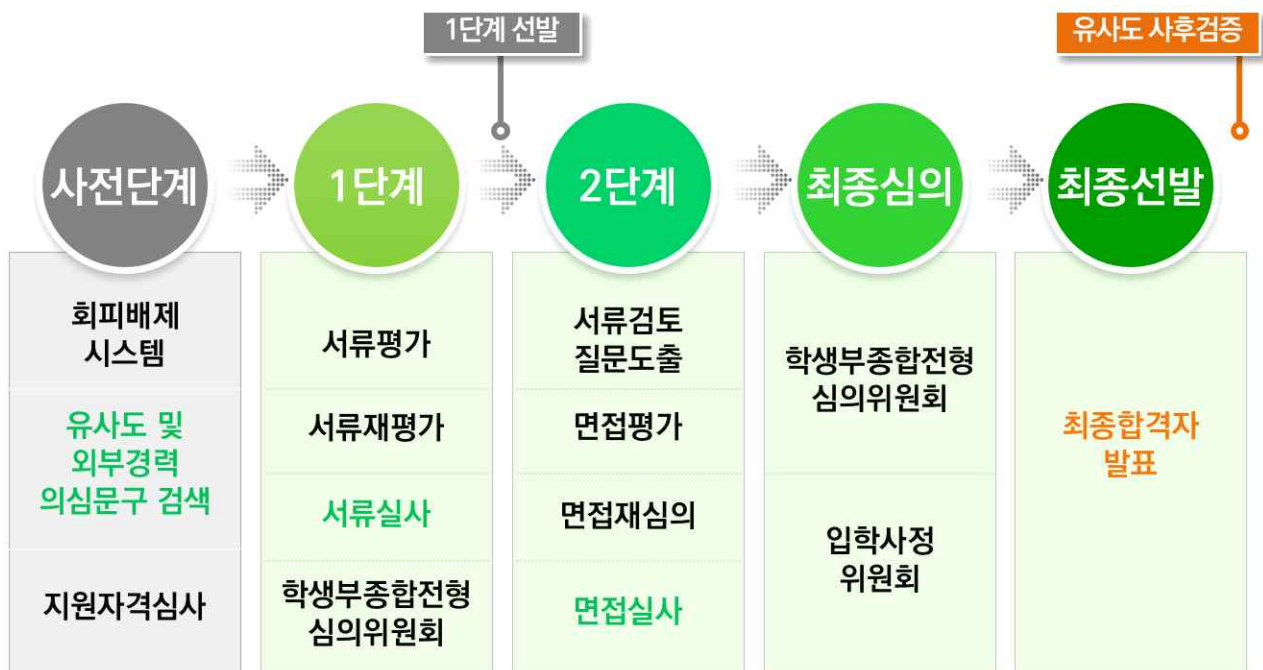 1단계 선발
유사도 사후검증
사전단계
1단계
2단계
최종심의
최종선발
회피배제
시스템
유사도 및
외부경력
의심문구 검색
지원자격심사
서류평가
서류재평가
서류실사
학생부종합전형
심의위원회
서류검토
질문도출
면접평가
면접재심의
면접실사
학생부종합전형
심의위원회
입학사정
위원회
최종합격자
발표